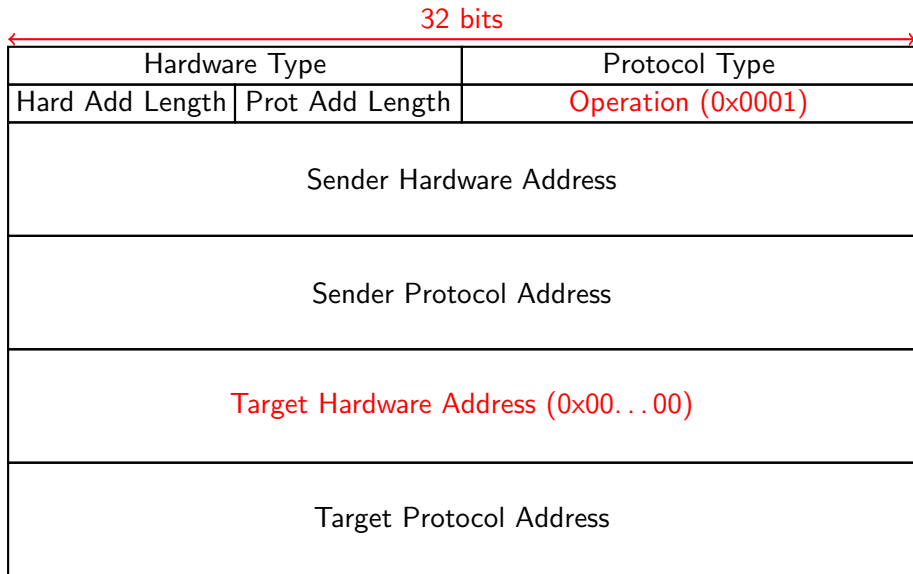 32 bits
Hardware Type Protocol Type
Hard Add Length Prot Add Length Operation (0x0001)
Sender Hardware Address
Sender Protocol Address
Target Hardware Address (0x00...00)
Target Protocol Address